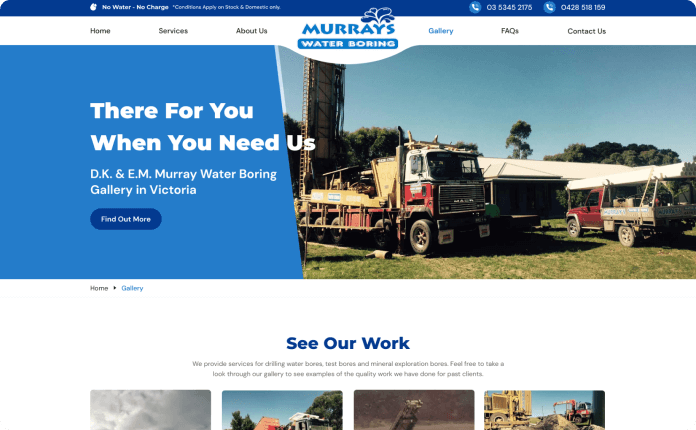 No Water - No Charge *Conditions Apply on Stock & Domestic only.
03 5345 2175
0428 518 159
Home
Services
About Us
MURRAYS
WATER BORING
Gallery
FAQs
Contact Us
There For You
When You Need Us
D.K. & E.M. Murray Water Boring
Gallery in Victoria
Find Out More
Home
Gallery
See Our Work
We provide services for drilling water bores, test bores and mineral exploration bores. Feel free to take a
look through our gallery to see examples of the quality work we have done for past clients.